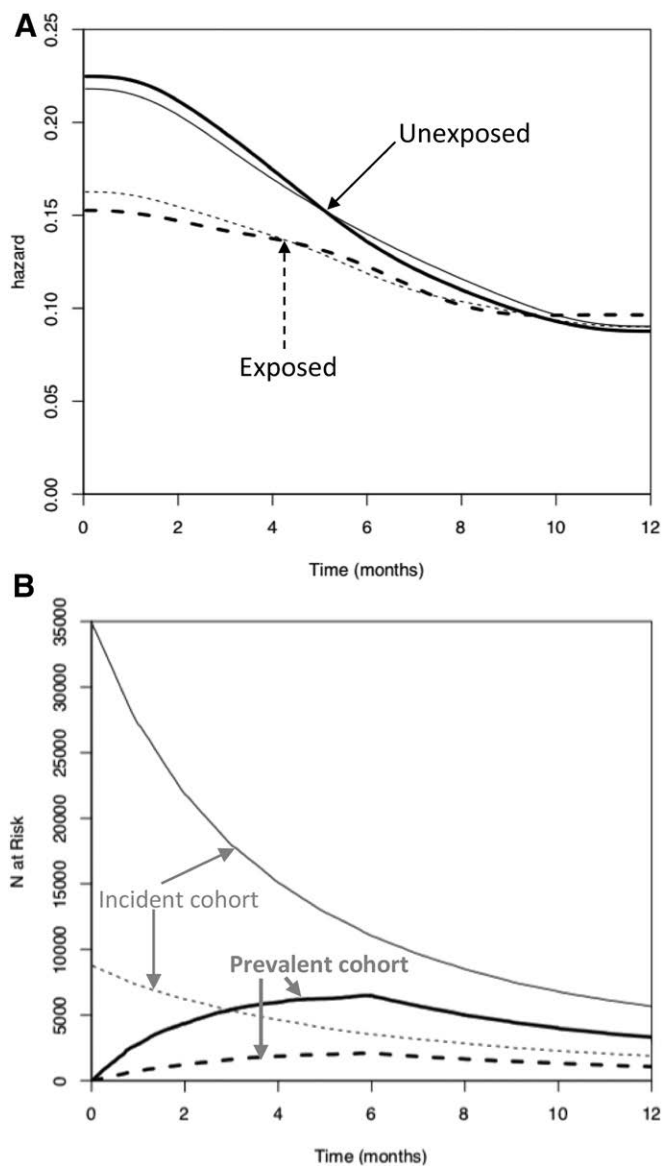 A
0.25
0.20
0.15
0.10
0.05
0.00
hazard
Unexposed
Exposed
0 2 4 6 8 10 12
Time (months)
B
35000
30000
25000
20000
15000
10000
5000
0
N at Risk
Incident cohort
Prevalent cohort
0 2 4 6 8 10 12
Time (months)